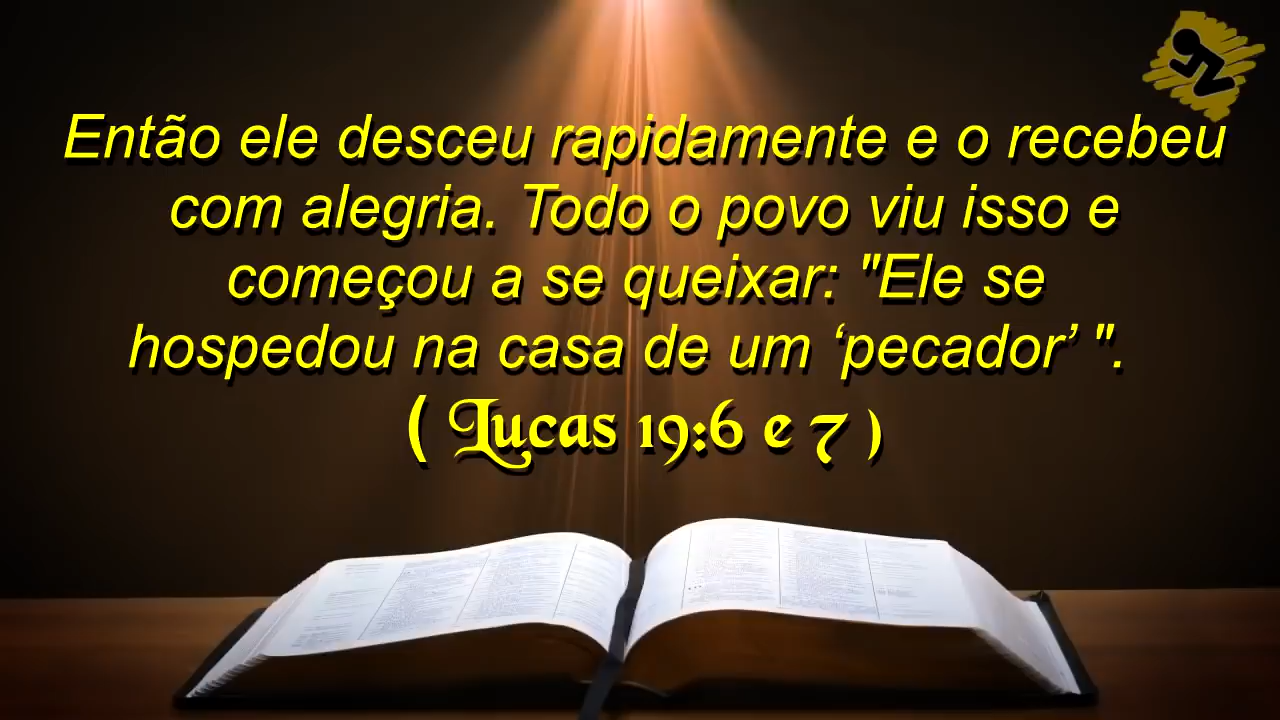 Então ele desceu rapidamente e o recebeu
com alegria. Todo o povo viu isso e
começou a se queixar: "Ele se
hospedou na casa de um ‘pecador’ ".
( Lucas 19:6 e 7 )